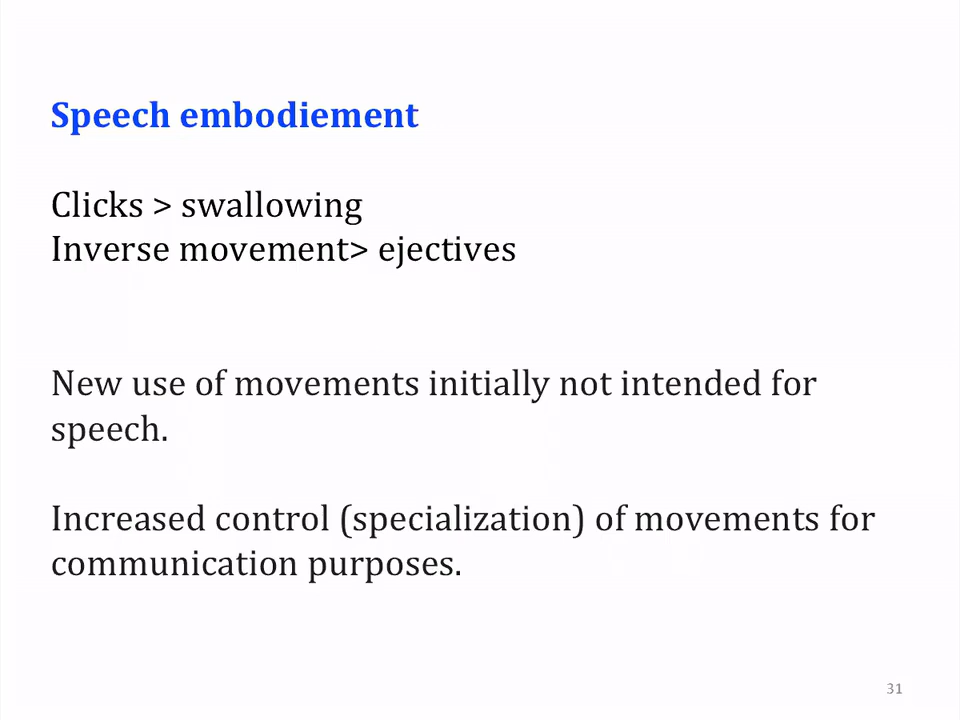 Speech embodiement
Clicks > swallowing
Inverse movement> ejectives
New use of movements initially not intended for
speech.
Increased control (specialization) of movements for
communication purposes.
31